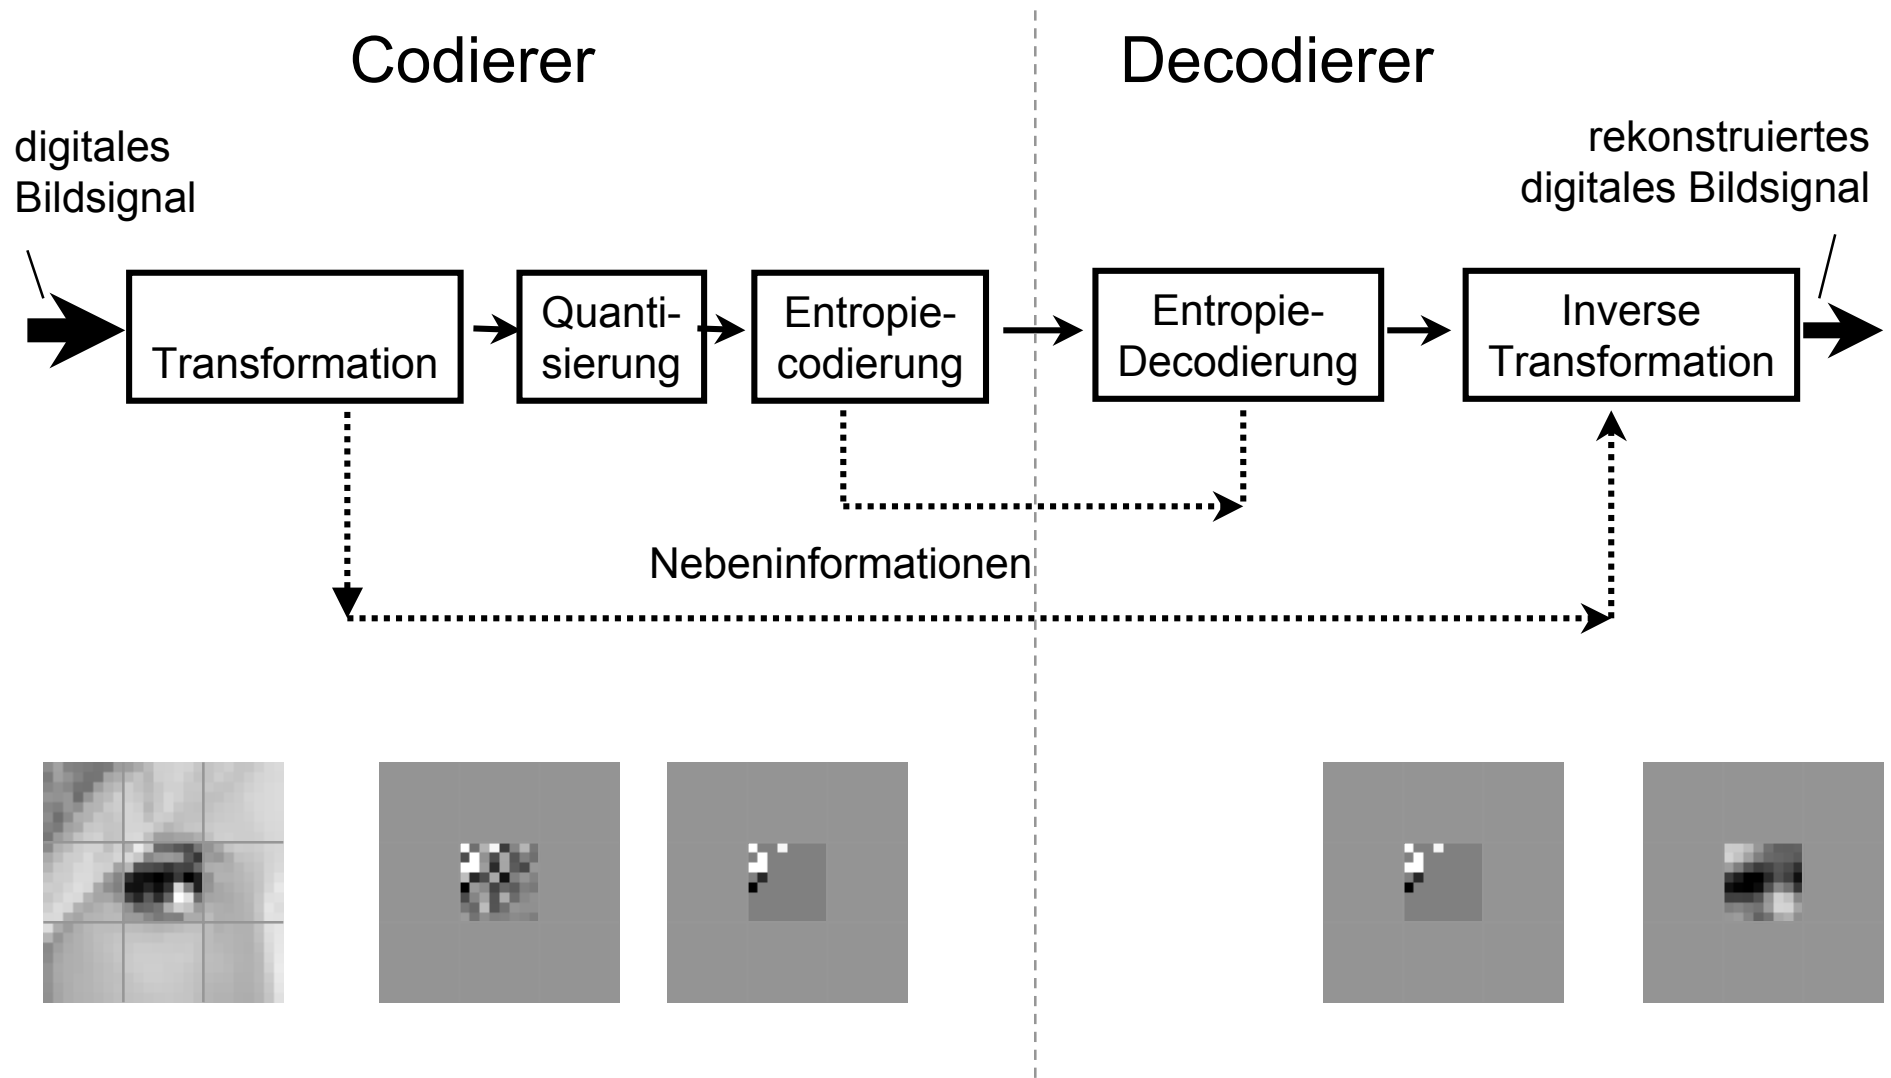 Codierer
Decodierer
digitales
Bildsignal
rekonstruiertes
digitales Bildsignal
Transformation
Quanti-
sierung
Entropie-
codierung
Entropie-
Decodierung
Inverse
Transformation
Nebeninformationen